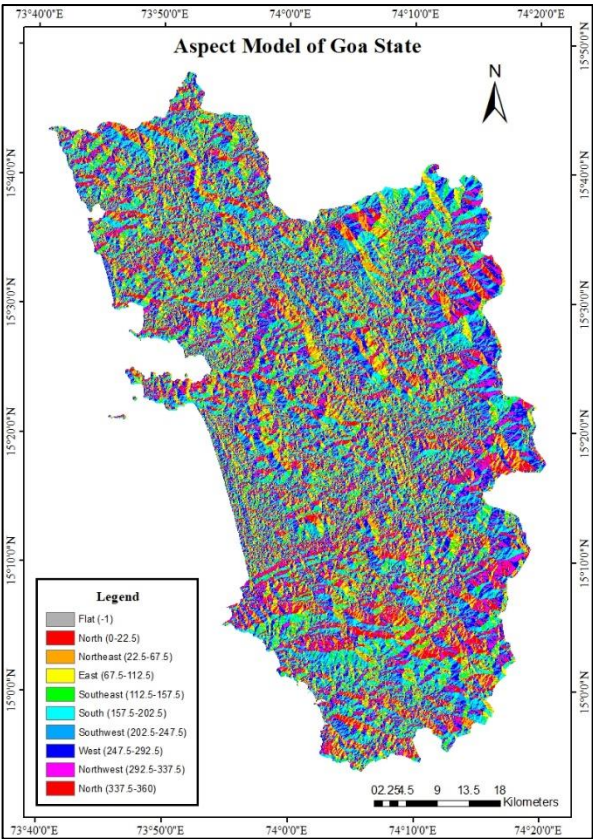 73°40'0"E 73°50'0"E 74°0'0"E 74°10'0"E 74°20'0"E
Aspect Model of Goa State
N
15°50'0"N
15°40'0"N 15°40'0"N
15°30'0"N 15°30'0"N
15°20'0"N 15°20'0"N
15°10'0"N 15°10'0"N
15°0'0"N 15°0'0"N
Legend
Flat (-1)
North (0-22.5)
Northeast (22.5-67.5)
East (67.5-112.5)
Southeast (112.5-157.5)
South (157.5-202.5)
Southwest (202.5-247.5)
West (247.5-292.5)
Northwest (292.5-337.5)
North (337.5-360)
0 2.25 4.5 9 13.5 18
Kilometers
73°40'0"E 73°50'0"E 74°0'0"E 74°10'0"E 74°20'0"E